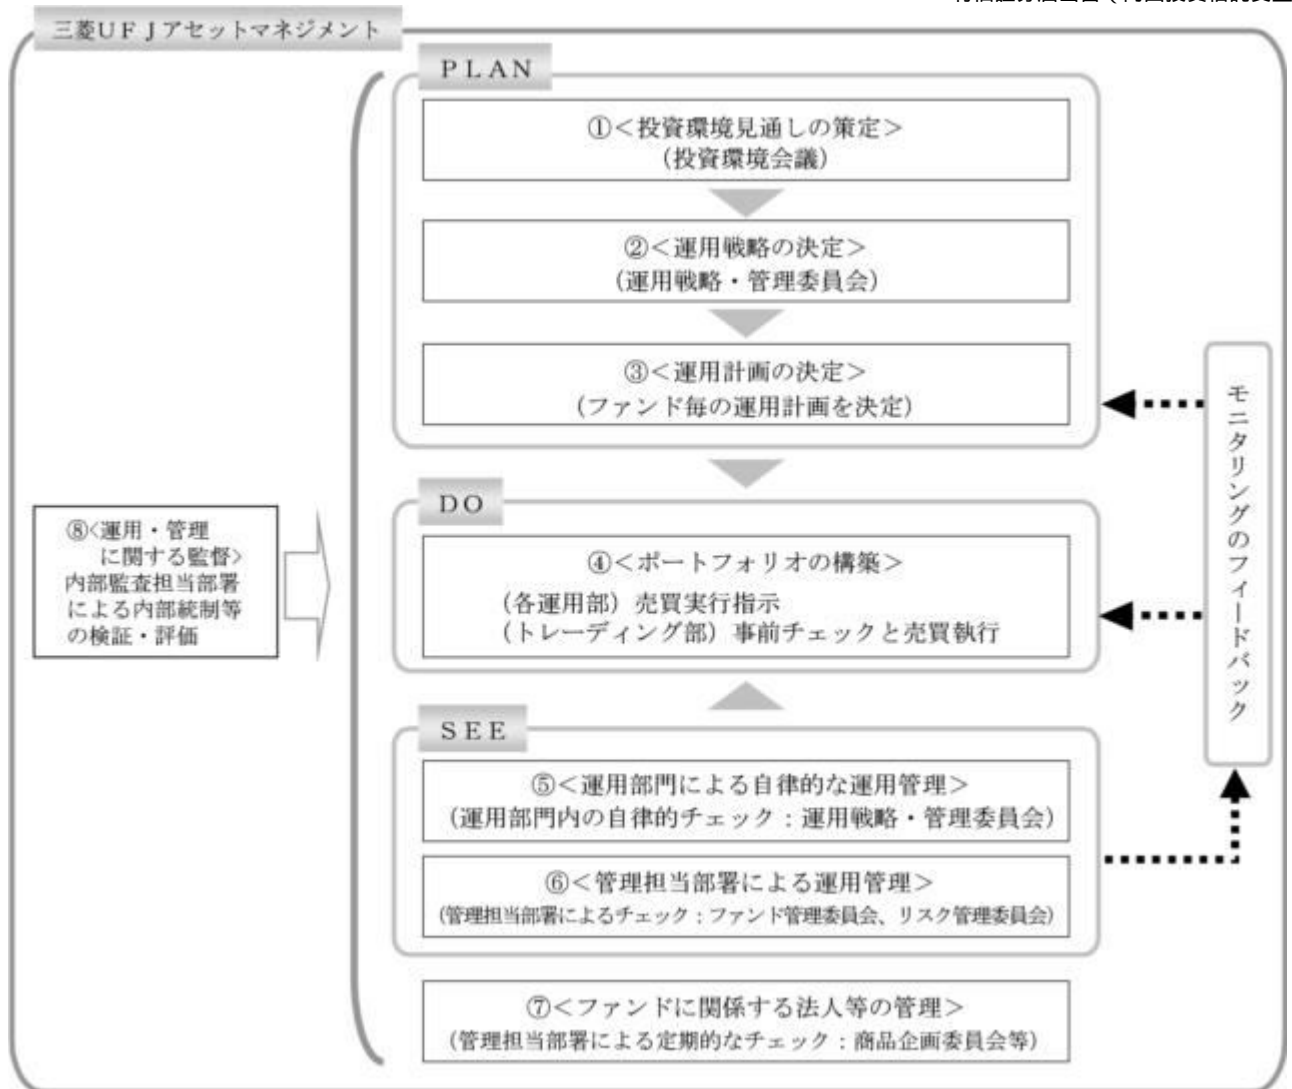 三菱ＵＦＪアセットマネジメント
ＰＬＡＮ
①＜投資環境見通しの策定＞
（投資環境会議）
②＜運用戦略の決定＞
（運用戦略・管理委員会）
③＜運用計画の決定＞
（ファンド毎の運用計画を決定）
ＤＯ
④＜ポートフォリオの構築＞
（各運用部）売買実行指示
（トレーディング部）事前チェックと売買執行
ＳＥＥ
⑤＜運用部門による自律的な運用管理＞
（運用部門内の自律的チェック：運用戦略・管理委員会）
⑥＜管理担当部署による運用管理＞
（管理担当部署によるチェック：ファンド管理委員会、リスク管理委員会）
⑦＜ファンドに関係する法人等の管理＞
（管理担当部署による定期的なチェック：商品企画委員会等）
⑧<運用・管理
に関する監督>
内部監査担当部署
による内部統制等
の検証・評価
モニタリングのフィードバック